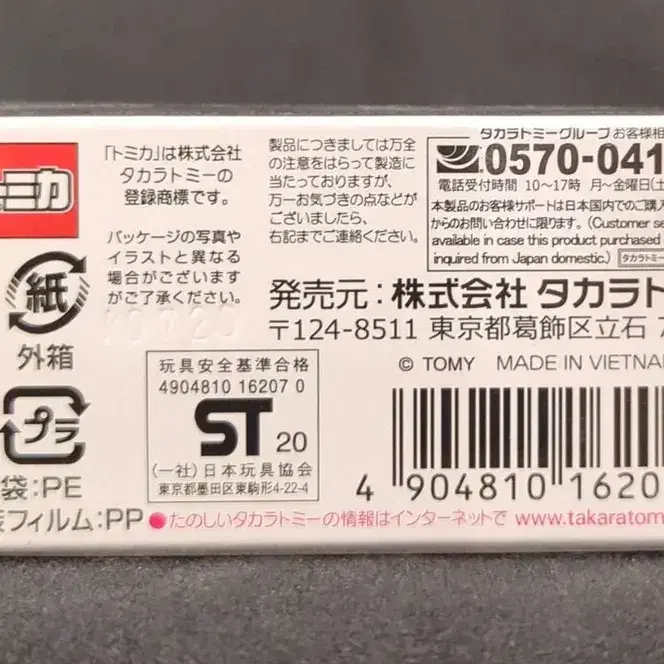 トミカ
「トミカ」は株式会社
タカラトミーの
登録商標です。
パッケージの写真や
イラストと異なる
場合がございますが
がご了承ください。
紙
外箱
プラ
袋:PE
フィルム:PP
製品につきましては万全
の注意をはらって製造に
当たっておりますが、
万一お気づきの点などが
ございましたら、
右記までご連絡ください。
タカラトミーグループ お客様相
0570-041
電話受付時間 10〜17時 月〜金曜日(土
本製品のお客様サポートは日本国内でのご購入
からのお問い合わせに限ります。(Customer se
available in case this product purchased
inquired from Japan domestic.) タカラトミー
発売元:株式会社 タカラト
〒124-8511 東京都葛飾区立石
© TOMY MADE IN VIETNA
玩具安全基準合格
4904810 16207 0
ST 20
(一社)日本玩具協会
東京都墨田区東駒形4-22-4
4 904810 1620
●たのしいタカラトミーの情報はインターネットで www.takaratom